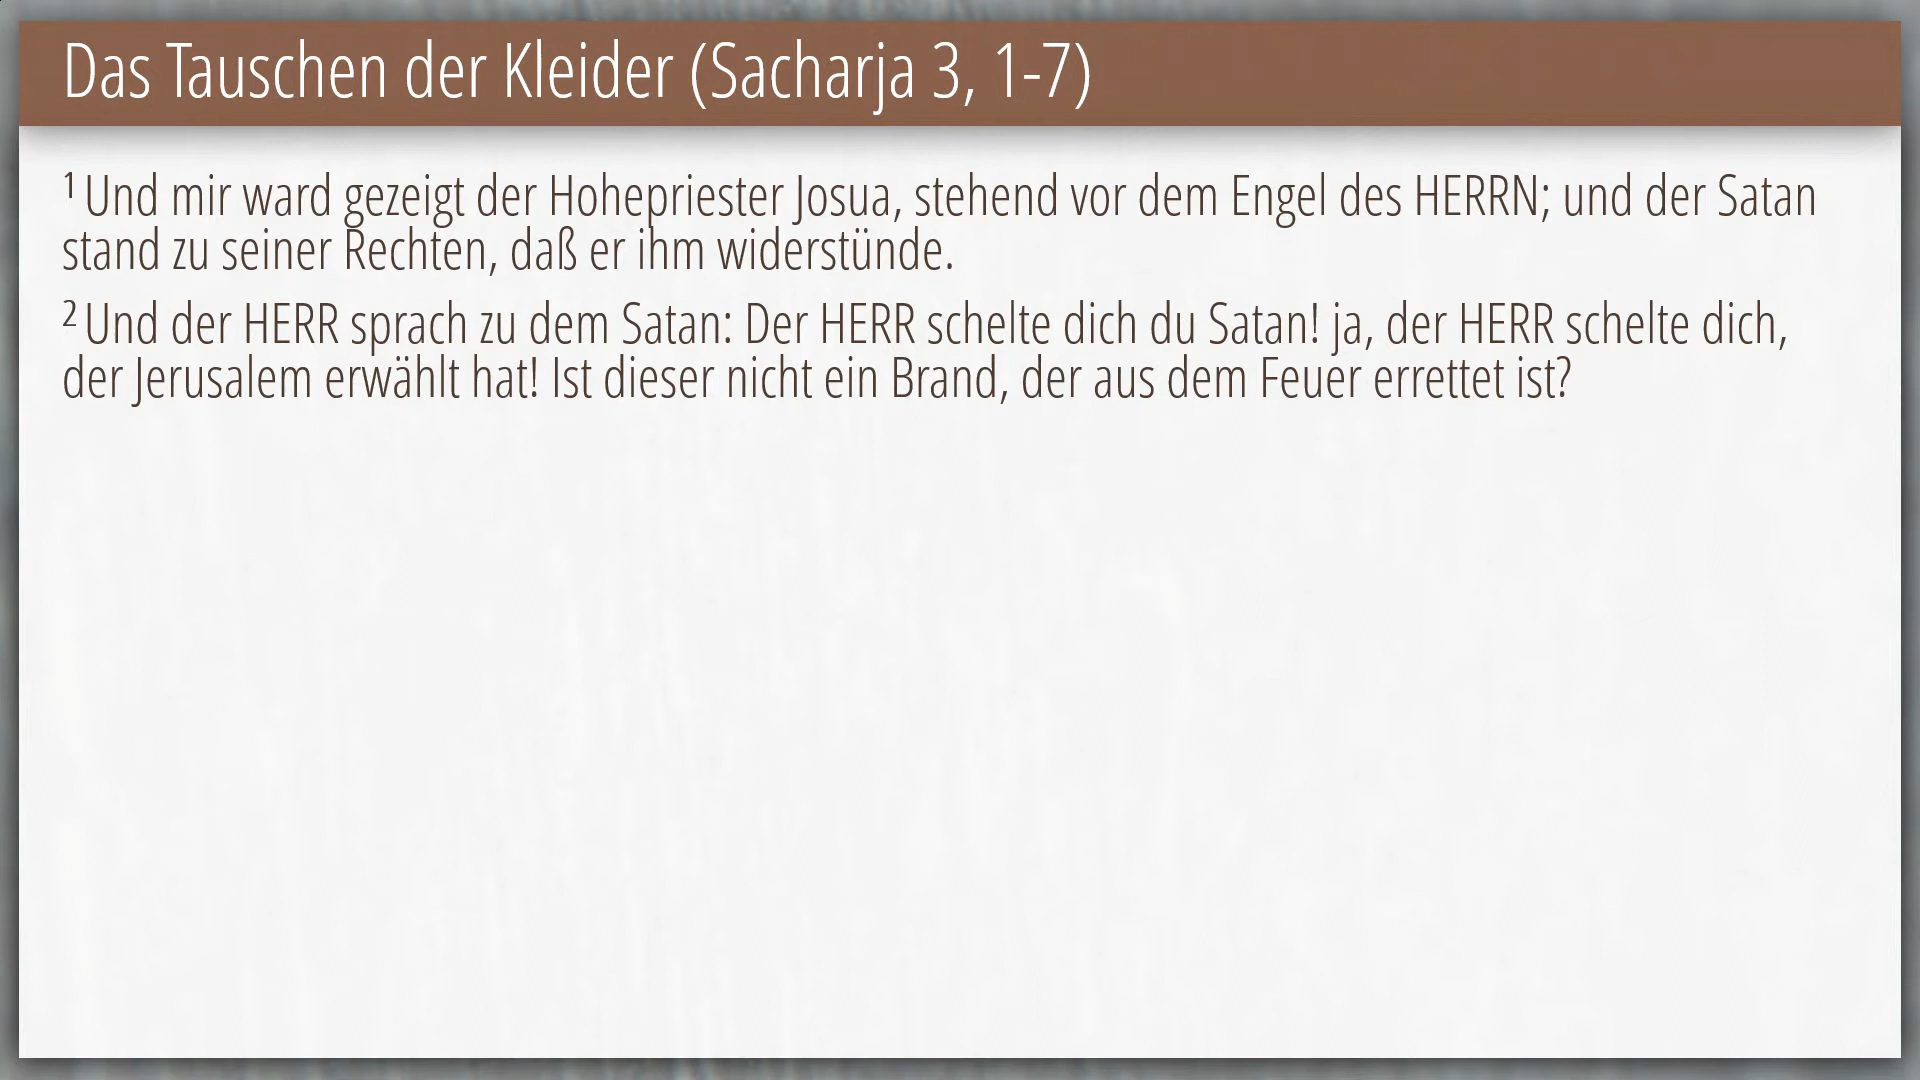 Das Tauschen der Kleider (Sacharja 3, 1-7)
¹ Und mir ward gezeigt der Hohepriester Josua, stehend vor dem Engel des HERRN; und der Satan
stand zu seiner Rechten, daß er ihm widerstünde.
² Und der HERR sprach zu dem Satan: Der HERR schelte dich du Satan! ja, der HERR schelte dich,
der Jerusalem erwählt hat! Ist dieser nicht ein Brand, der aus dem Feuer errettet ist?